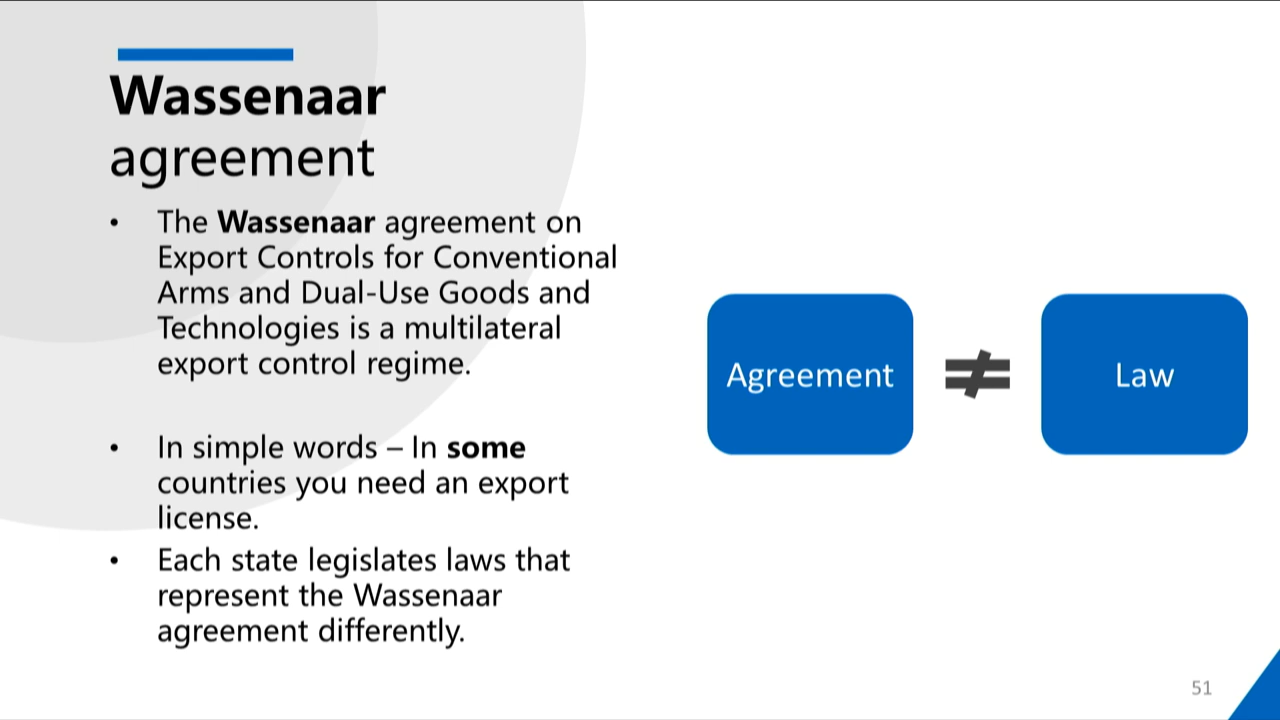 Wassenaar
agreement
• The Wassenaar agreement on
Export Controls for Conventional
Arms and Dual-Use Goods and
Technologies is a multilateral
export control regime.
• In simple words – In some
countries you need an export
license.
• Each state legislates laws that
represent the Wassenaar
agreement differently.
Agreement ≠ Law
51